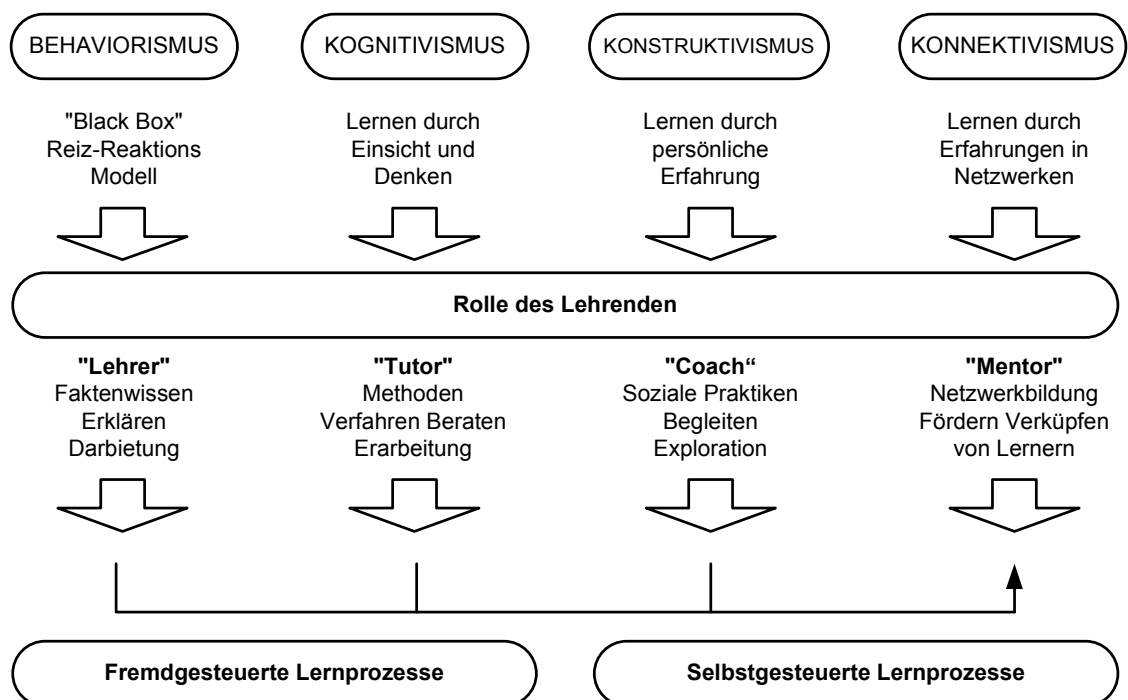 BEHAVIORISMUS
KOGNITIVISMUS
KONSTRUKTIVISMUS
KONNEKTIVISMUS
"Black Box"
Reiz-Reaktions
Modell
Lernen durch
Einsicht und
Denken
Lernen durch
persönliche
Erfahrung
Lernen durch
Erfahrungen in
Netzwerken
Rolle des Lehrenden
"Lehrer"
Faktenwissen
Erklären
Darbietung
"Tutor"
Methoden
Verfahren Beraten
Erarbeitung
"Coach“
Soziale Praktiken
Begleiten
Exploration
"Mentor"
Netzwerkbildung
Fördern Verküpfen
von Lernern
Fremdgesteuerte Lernprozesse
Selbstgesteuerte Lernprozesse